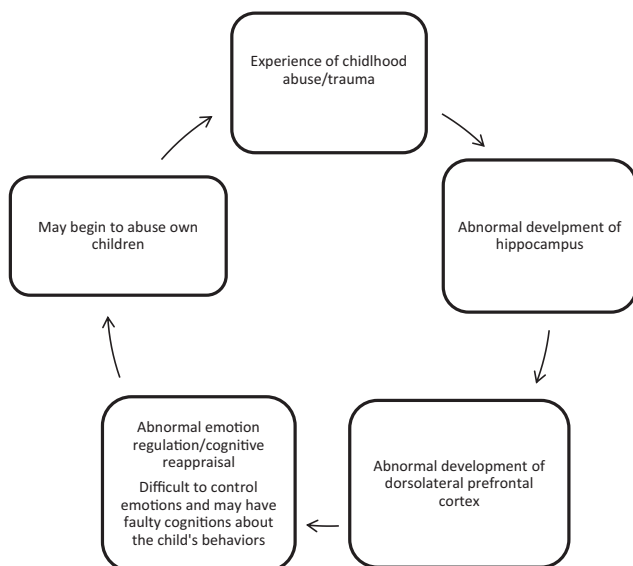 Experience of chidlhood
abuse/trauma
Abnormal develpment of
hippocampus
Abnormal development of
dorsolateral prefrontal
cortex
Abnormal emotion
regulation/cognitive
reappraisal
Difficult to control
emotions and may have
faulty cognitions about
the child's behaviors
May begin to abuse own
children